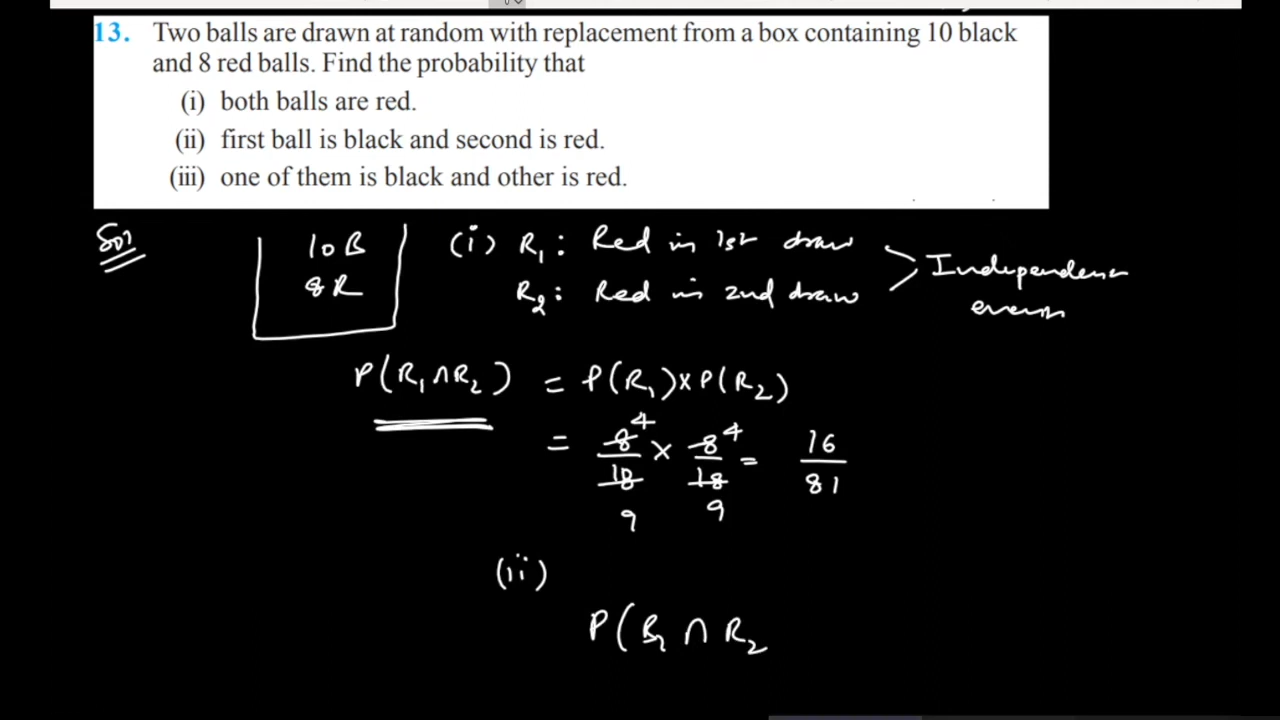 13. Two balls are drawn at random with replacement from a box containing 10 black
and 8 red balls. Find the probability that
(i) both balls are red.
(ii) first ball is black and second is red.
(iii) one of them is black and other is red.
Sol
10 B
8 R
(i) R₁ : Red in 1st draw
R₂ : Red in 2nd draw
Independent
events
P(R₁∩R₂) = P(R₁)×P(R₂)
= 8/18 × 8/18 = 16/81
4 4
9 9
(ii)
P(B₁ ∩ R₂